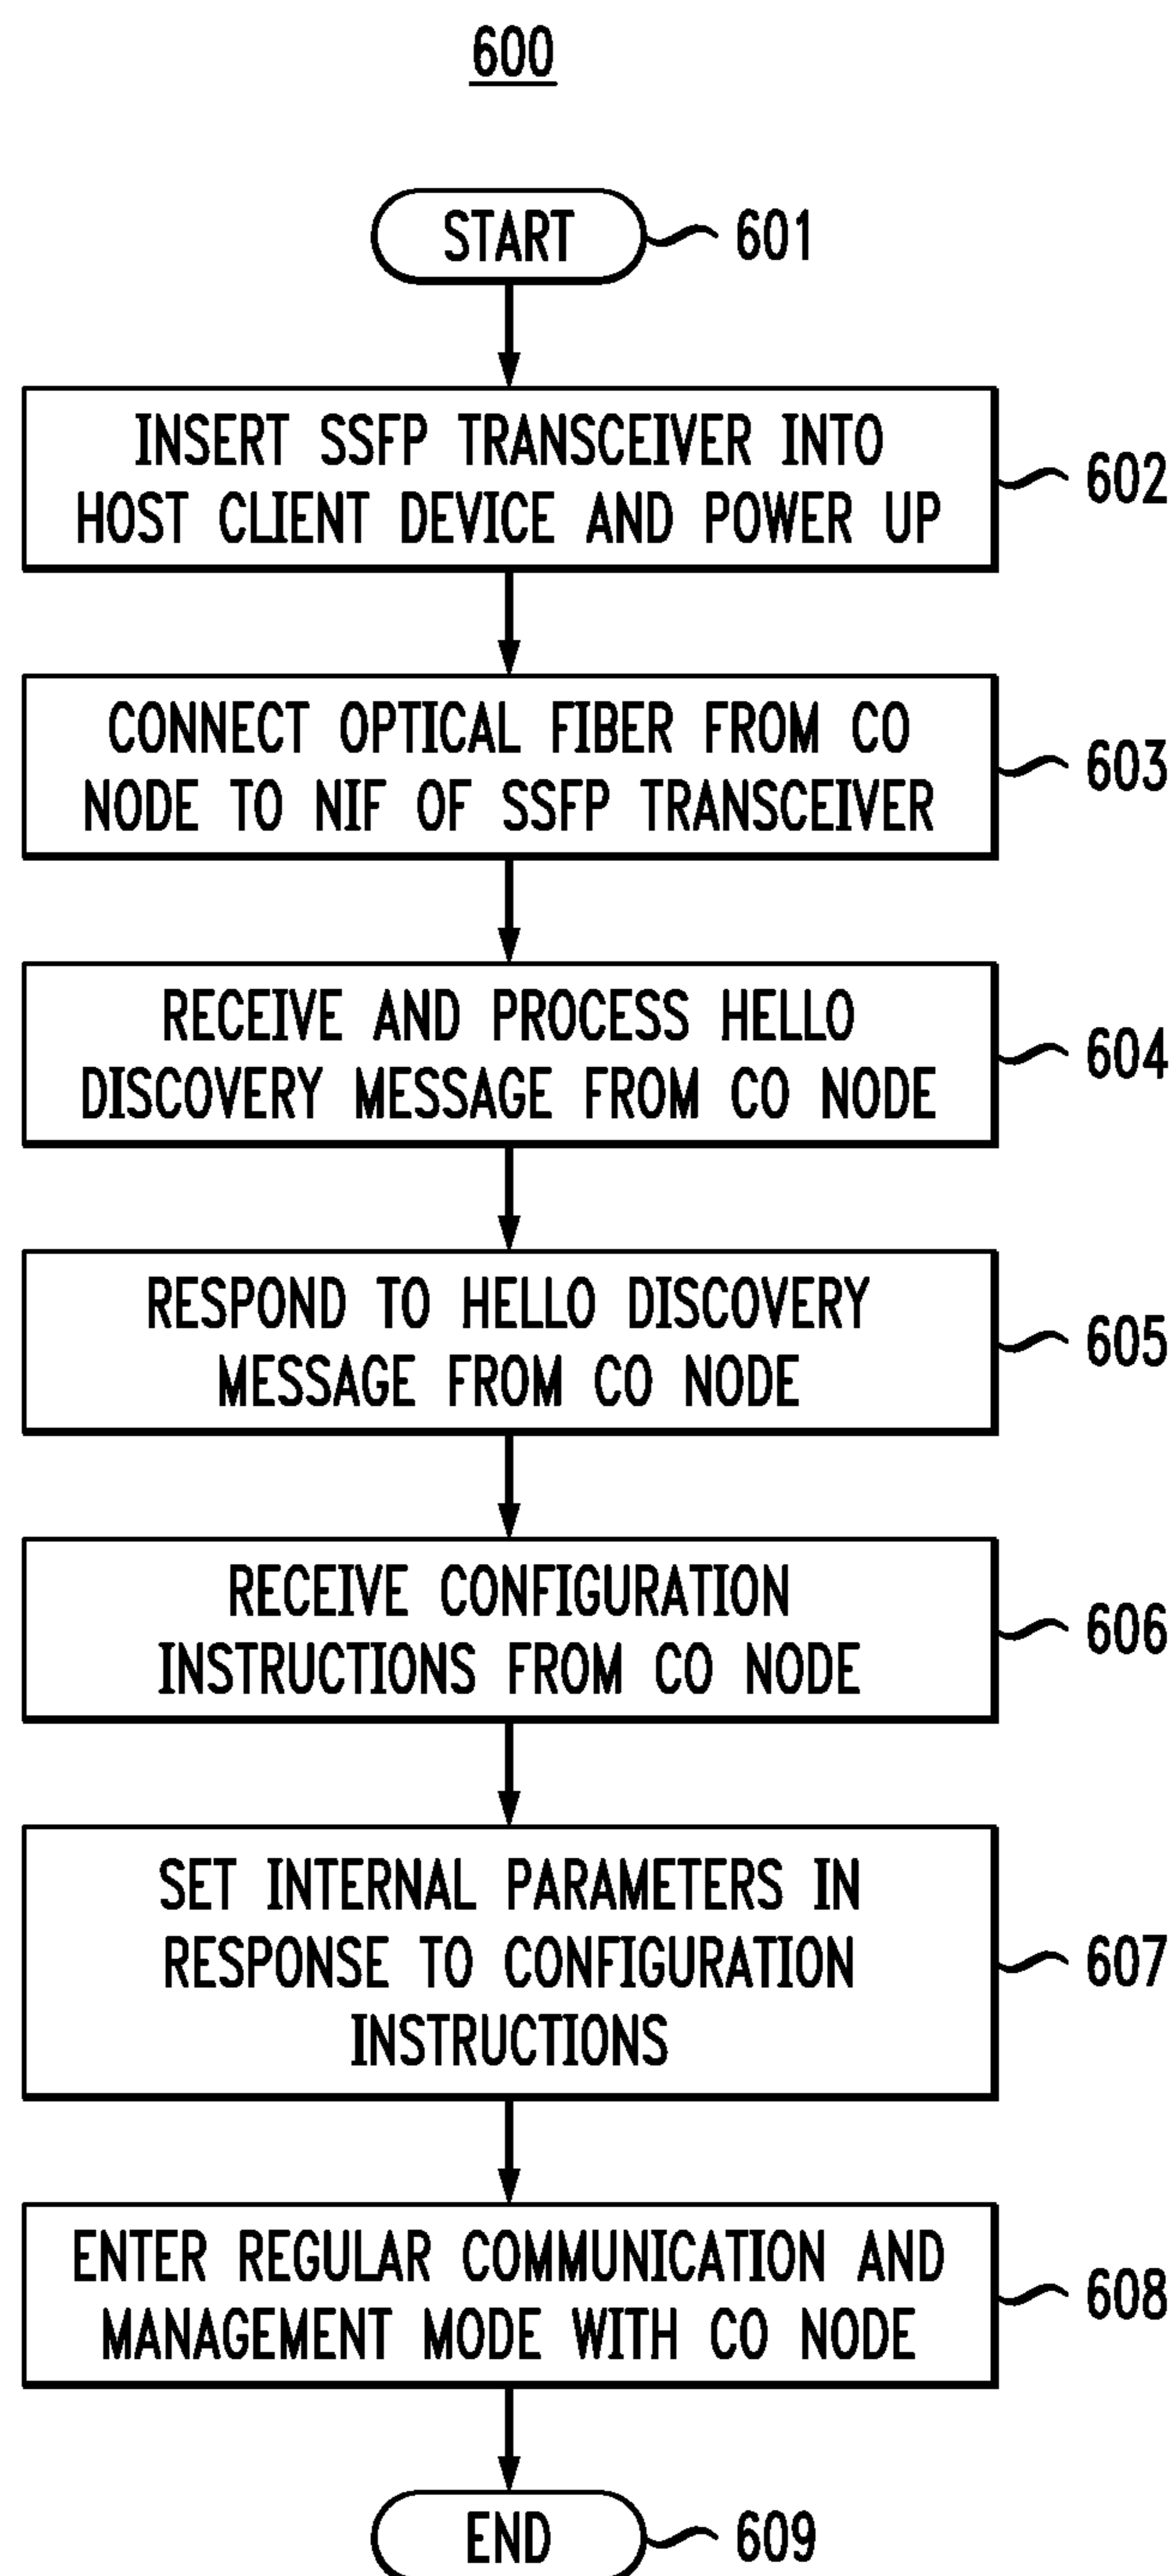 600
START
601
INSERT SSFP TRANSCEIVER INTO
HOST CLIENT DEVICE AND POWER UP
602
CONNECT OPTICAL FIBER FROM CO
NODE TO NIF OF SSFP TRANSCEIVER
603
RECEIVE AND PROCESS HELLO
DISCOVERY MESSAGE FROM CO NODE
604
RESPOND TO HELLO DISCOVERY
MESSAGE FROM CO NODE
605
RECEIVE CONFIGURATION
INSTRUCTIONS FROM CO NODE
606
SET INTERNAL PARAMETERS IN
RESPONSE TO CONFIGURATION
INSTRUCTIONS
607
ENTER REGULAR COMMUNICATION AND
MANAGEMENT MODE WITH CO NODE
608
END
609